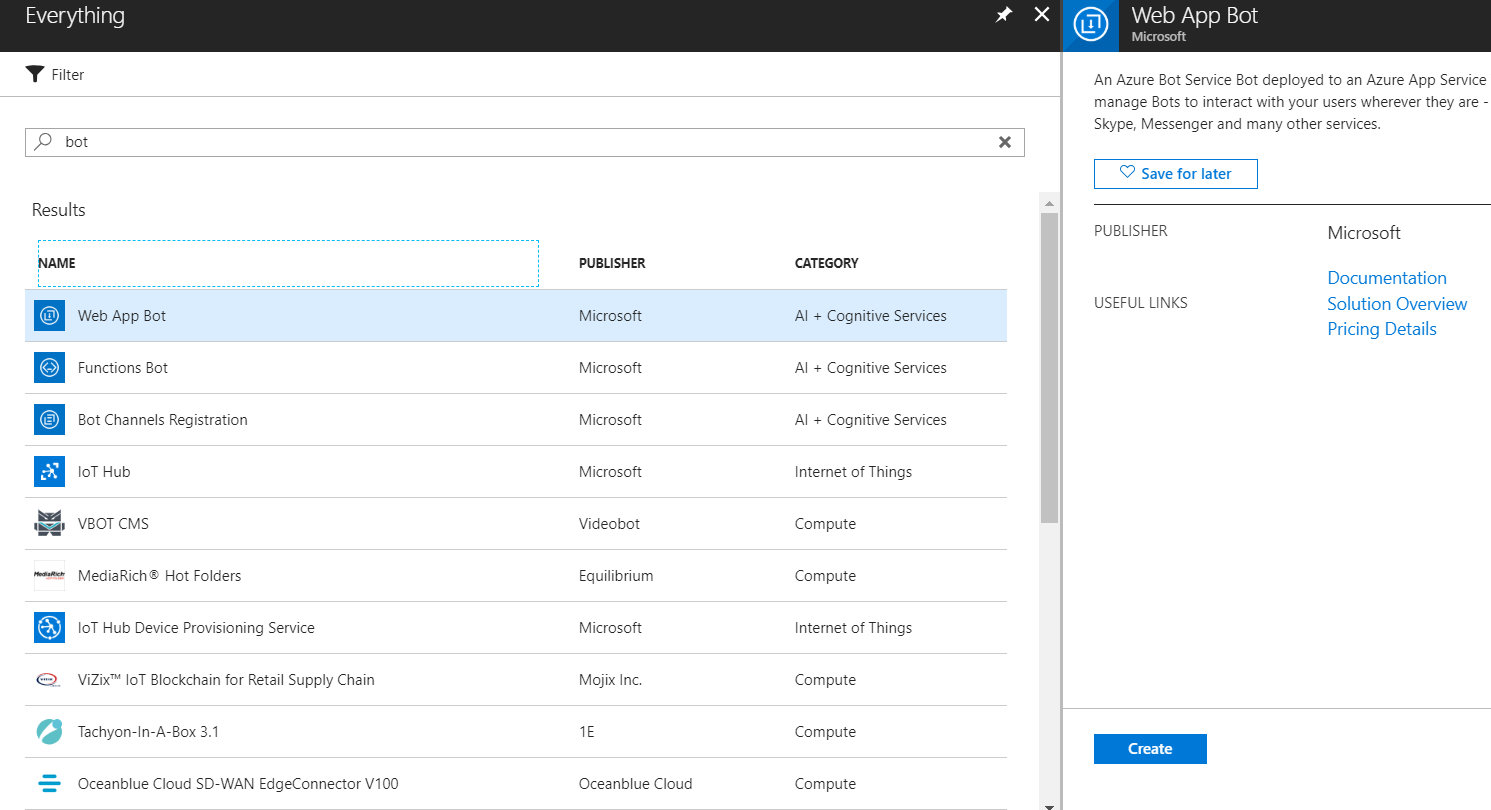 Everything
Filter
bot
Results
NAME PUBLISHER CATEGORY
Web App Bot Microsoft AI + Cognitive Services
Functions Bot Microsoft AI + Cognitive Services
Bot Channels Registration Microsoft AI + Cognitive Services
IoT Hub Microsoft Internet of Things
VBOT CMS Videobot Compute
MediaRich
MediaRich® Hot Folders Equilibrium Compute
IoT Hub Device Provisioning Service Microsoft Internet of Things
ViZix™ IoT Blockchain for Retail Supply Chain Mojix Inc. Compute
Tachyon-In-A-Box 3.1 1E Compute
Oceanblue Cloud SD-WAN EdgeConnector V100 Oceanblue Cloud Compute
Web App Bot
Microsoft
An Azure Bot Service Bot deployed to an Azure App Service
manage Bots to interact with your users wherever they are -
Skype, Messenger and many other services.
Save for later
PUBLISHER Microsoft
USEFUL LINKS
Documentation
Solution Overview
Pricing Details
Create